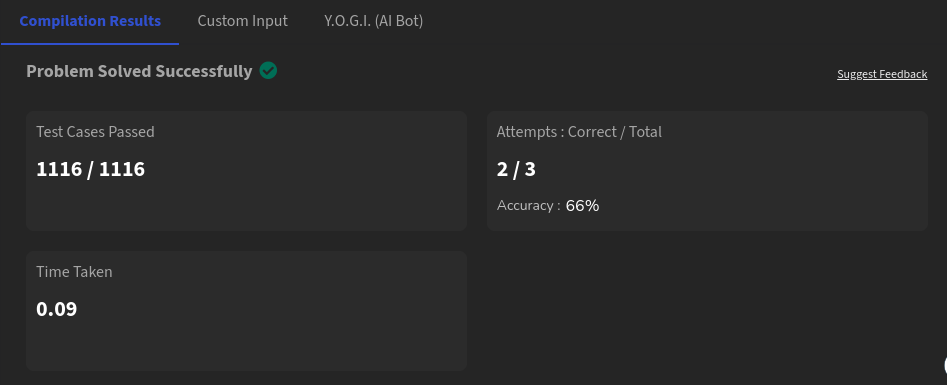 Compilation Results Custom Input Y.O.G.I. (AI Bot)
Problem Solved Successfully
Suggest Feedback
Test Cases Passed
1116 / 1116
Attempts : Correct / Total
2 / 3
Accuracy : 66%
Time Taken
0.09